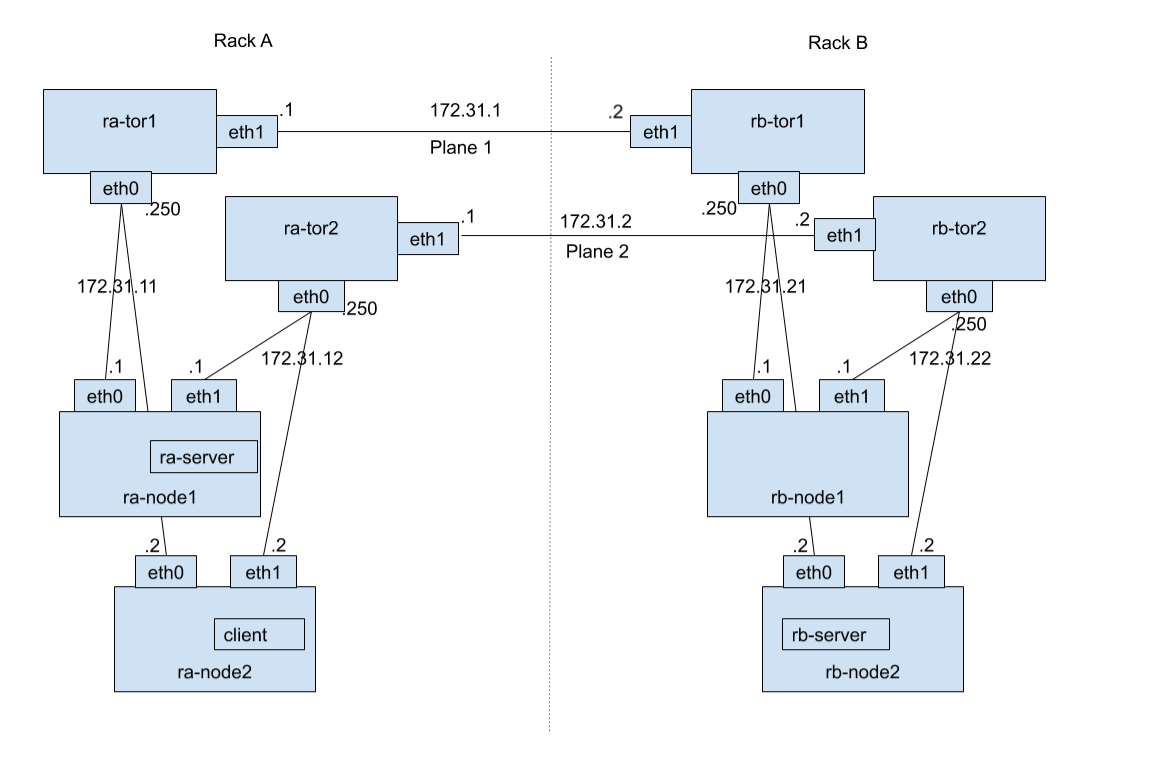 Rack A
Rack B
ra-tor1
eth1
.1
172.31.1
Plane 1
.2
eth1
rb-tor1
eth0
.250
eth0
.250
ra-tor2
eth1
.1
172.31.2
Plane 2
.2
eth1
rb-tor2
eth0
.250
eth0
.250
172.31.11
172.31.21
172.31.12
172.31.22
.1
eth0
.1
eth1
.1
eth0
.1
eth1
ra-server
ra-node1
rb-node1
.2
eth0
.2
eth1
.2
eth0
.2
eth1
client
ra-node2
rb-server
rb-node2